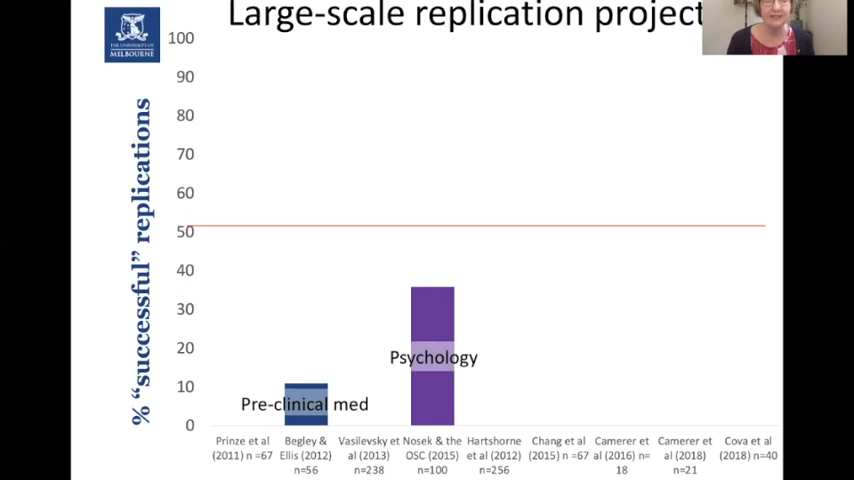 Large-scale replication project
THE UNIVERSITY OF
MELBOURNE
% “successful” replications
100
90
80
70
60
50
40
30
20
10
0
Psychology
Pre-clinical med
Prinze et al
(2011) n =67
Begley &
Ellis (2012)
n=56
Vasilevsky et
al (2013)
n=238
Nosek & the
OSC (2015)
n=100
Hartshorne
et al (2012)
n=256
Chang et al
(2015) n =67
Camerer et
al (2016) n=
18
Camerer et
al (2018)
n=21
Cova et al
(2018) n=40